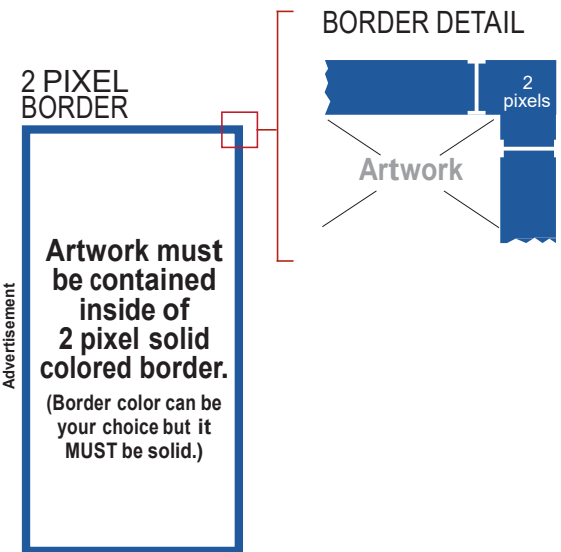 BORDER DETAIL
2 PIXEL
BORDER
2
pixels
Artwork
Artwork must
be contained
inside of
2 pixel solid
colored border.
(Border color can be
your choice but it
MUST be solid.)
Advertisement